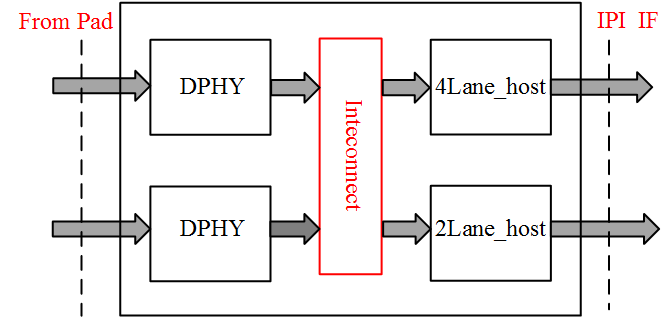 From Pad
IPI IF
DPHY
4Lane_host
Inteconnect
DPHY
2Lane_host